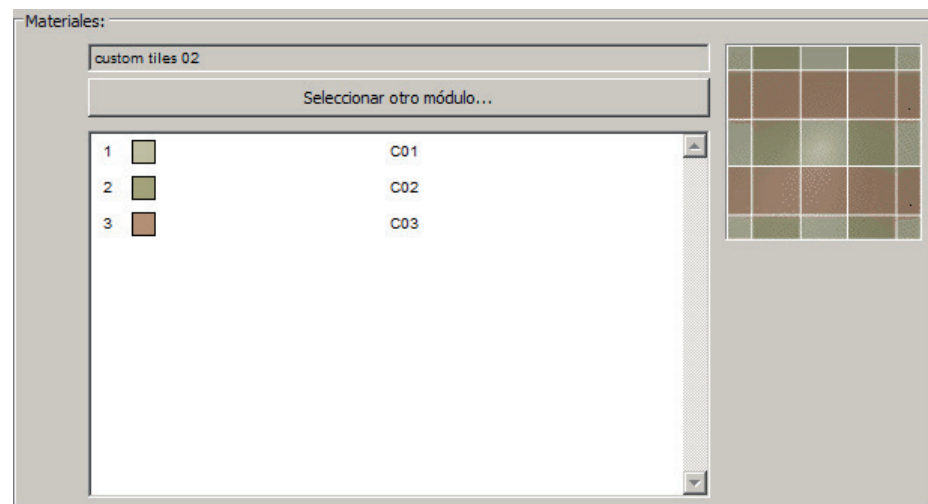 Materiales:
custom tiles 02
Seleccionar otro módulo...
1 C01
2 C02
3 C03